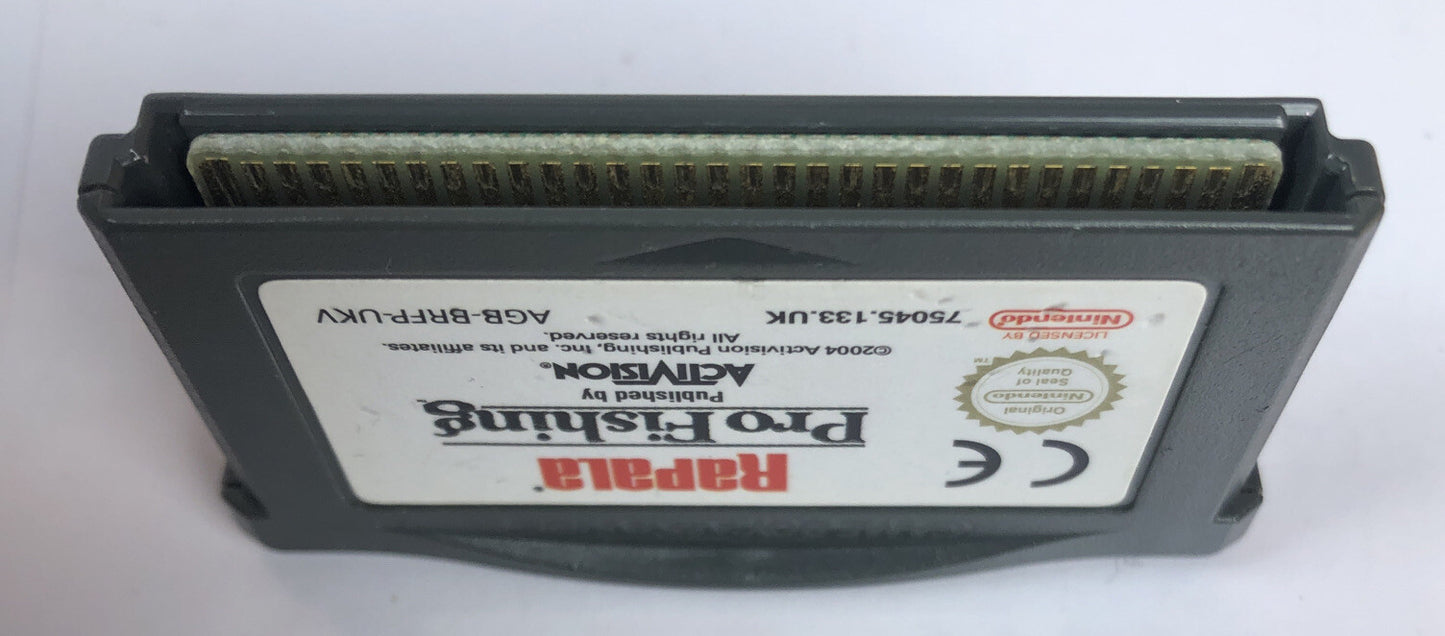 RAPALA®
Pro Fishing™
Published by
ACTIVISION®
©2004 Activision Publishing, Inc. and its affiliates.
All rights reserved.
CE
Original
Nintendo
Seal of
Quality
TM
LICENSED BY
Nintendo®
75045.133.UK
AGB-BRFP-UKV